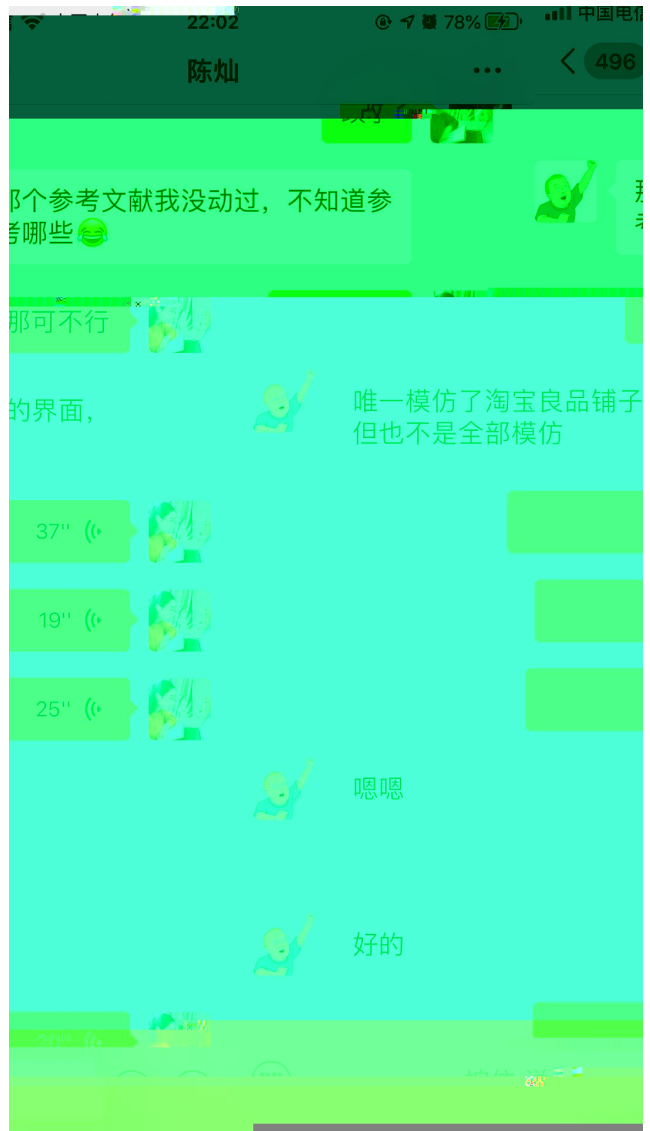 22:02
78%
中国电信
陈灿
496
那个参考文献我没动过，不知道参
考哪些😂
那可不行
的界面，
唯一模仿了淘宝良品铺子
但也不是全部模仿
37"
19"
25"
嗯嗯
好的